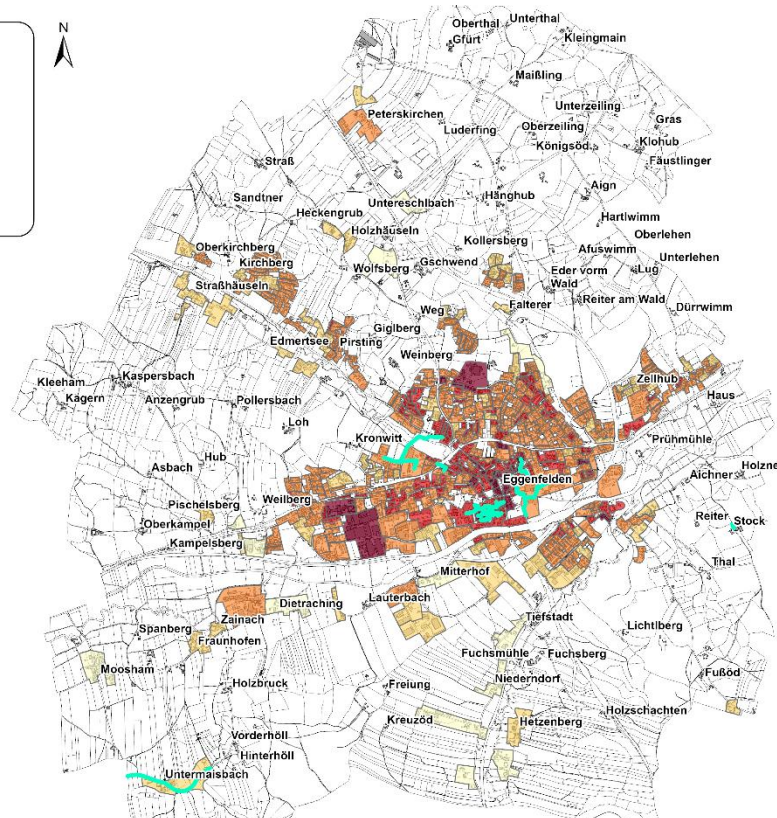 N
Oberthal
Unterthal
Gfürt
Kleingmain
Maißling
Peterskirchen
Unterzeiling
Gras
Luderfing
Oberzeiling
Königsöd
Klohub
Fäustlinger
Straß
Aign
Sandtner
Untereschlbach
Hänghub
Heckengrub
Hartlwimm
Holzhäuseln
Oberlehen
Oberkirchberg
Kollersberg
Afuswimm
Unterlehen
Kirchberg
Wolfsberg
Gschwend
Eder vorm
Wald
Lug
Straßhäuseln
Reiter am Wald
Weg
Falterer
Dürrwimm
Giglberg
Edmertsee
Pirsting
Weinberg
Kleeham
Kaspersbach
Zellhub
Kagern
Anzengrub
Pollersbach
Haus
Loh
Kronwitt
Prühmühle
Hub
Asbach
Aichner
Holzne
Eggenfelden
Pischelsberg
Weilberg
Oberkampel
Reiter
Stock
Kampelsberg
Thal
Mitterhof
Lauterbach
Dietraching
Zainach
Tiefstadt
Spanberg
Lichtlberg
Fraunhofen
Fuchsmühle
Fuchsberg
Moosham
Fußöd
Holzbruck
Freiung
Niederndorf
Kreuzöd
Hetzenberg
Holzschachten
Vorderhöll
Hinterhöll
Untermaisbach